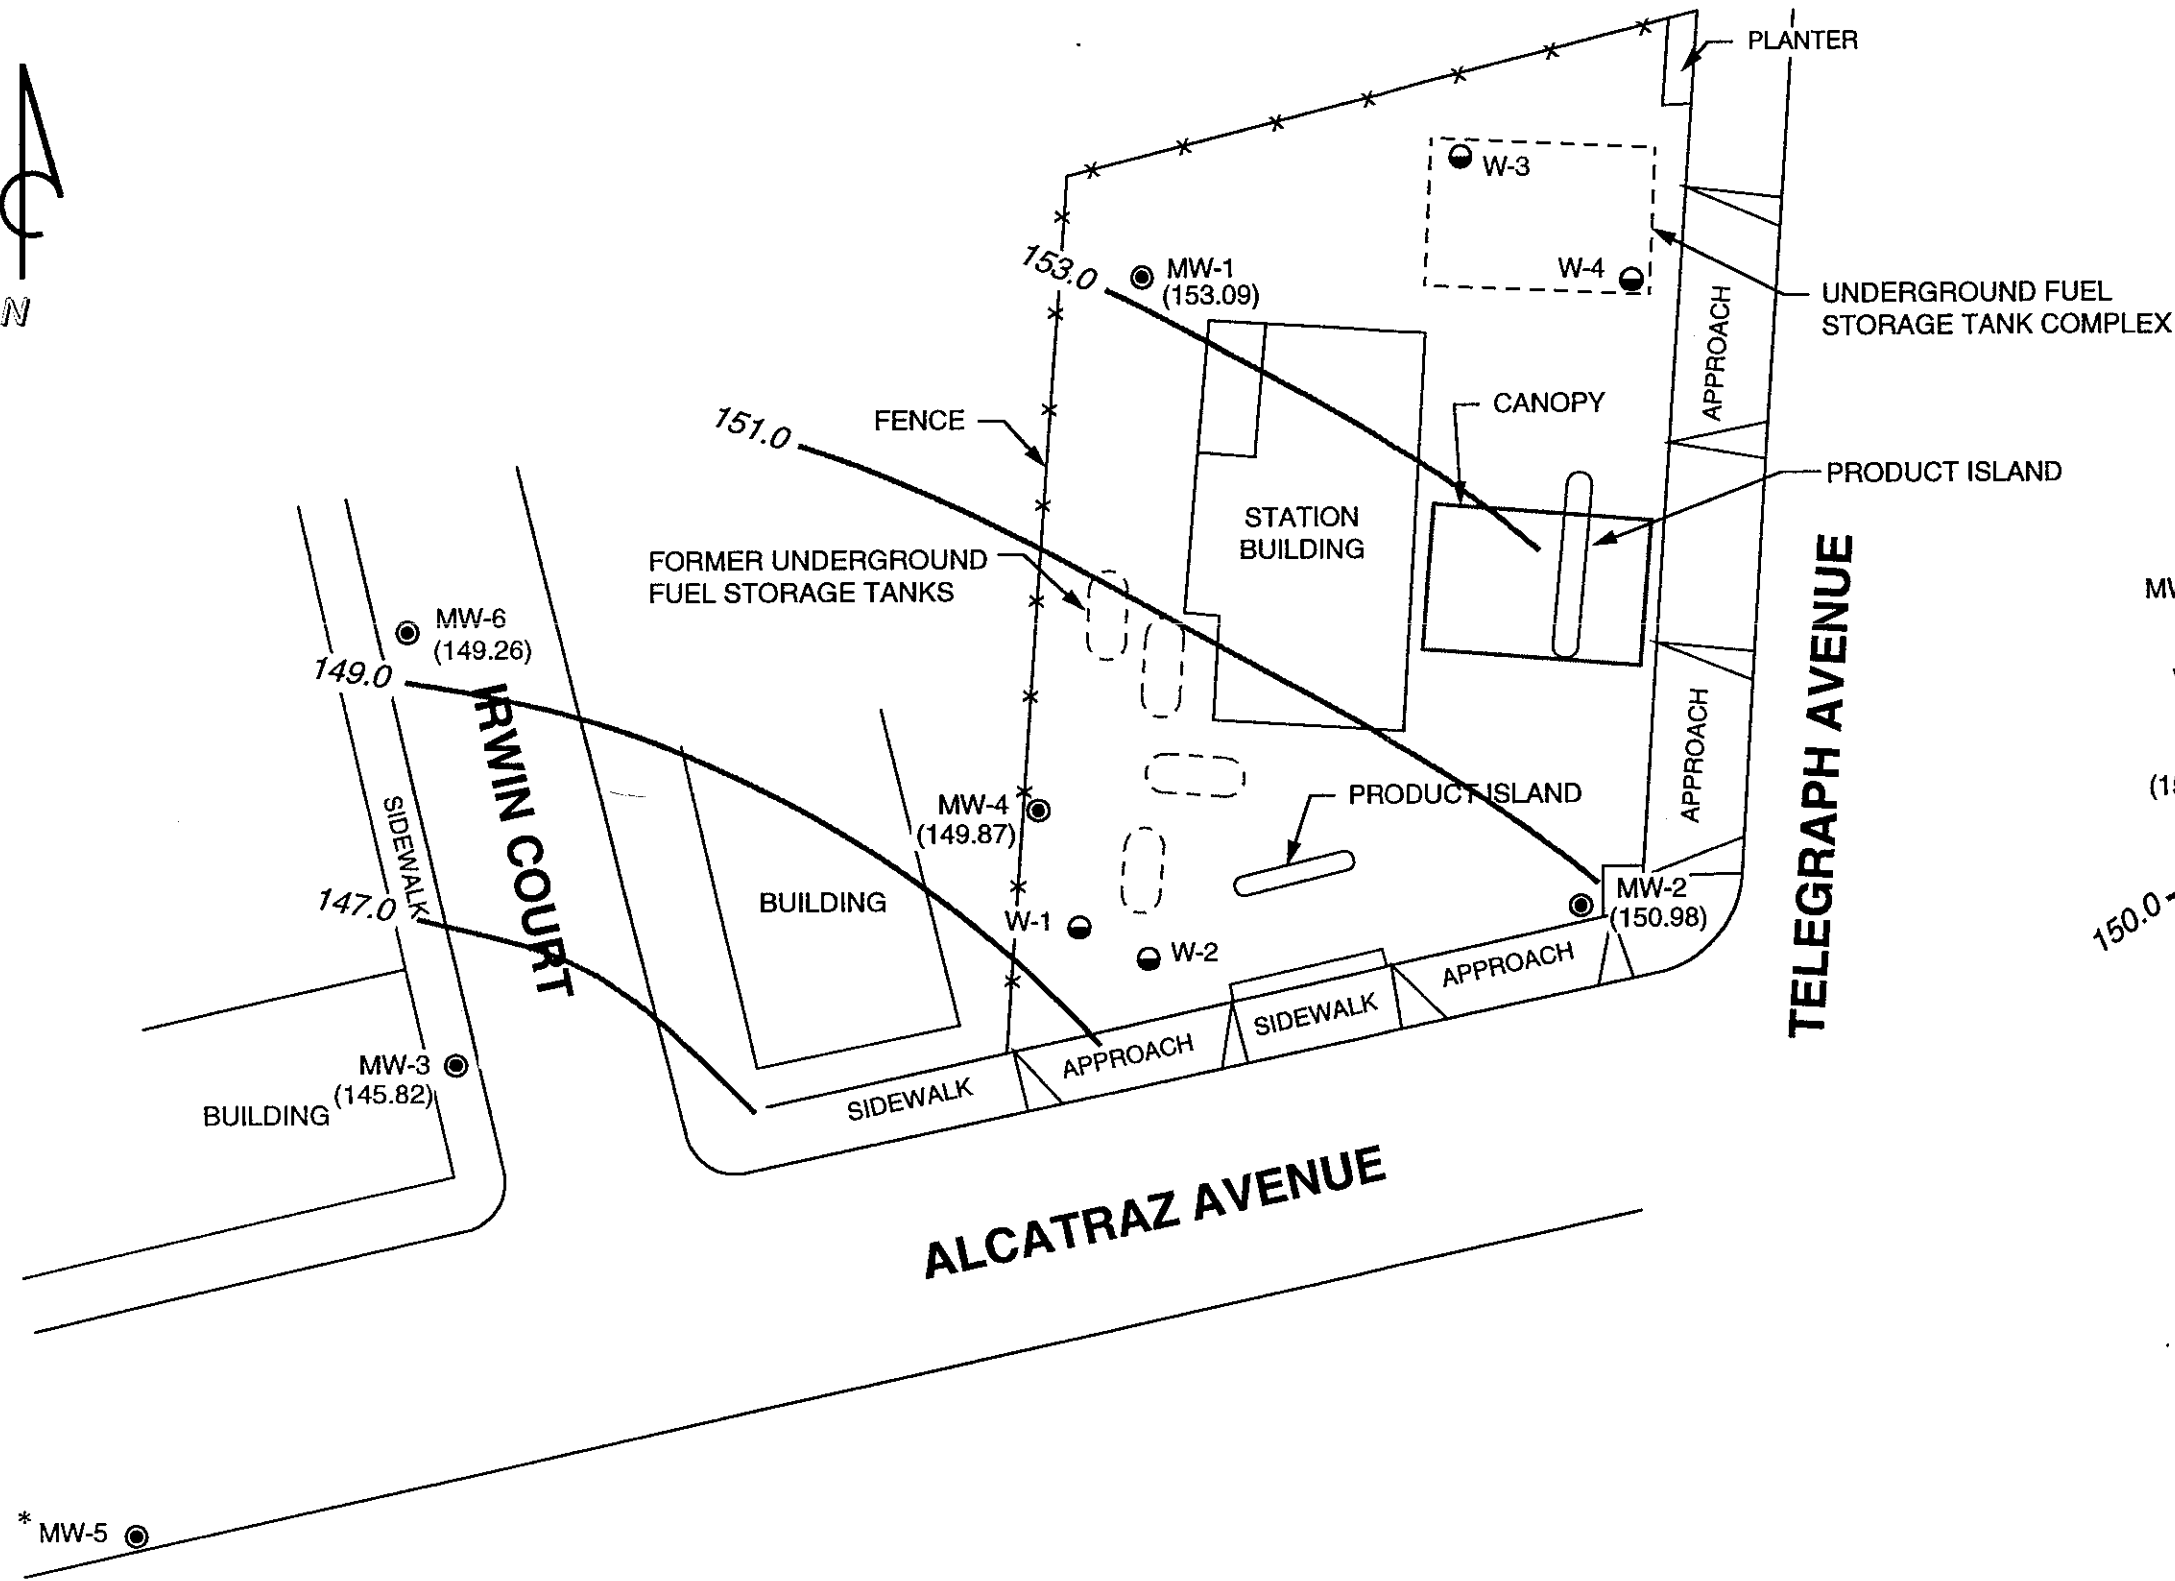 PLANTER
W-3
W-4
UNDERGROUND FUEL
STORAGE TANK COMPLEX
N
153.0
MW-1
(153.09)
APPROACH
CANOPY
FENCE
151.0
PRODUCT ISLAND
STATION
BUILDING
FORMER UNDERGROUND
FUEL STORAGE TANKS
MW-6
(149.26)
149.0
IRWIN COURT
TELEGRAPH AVENUE
APPROACH
SIDEWALK
MW-4
(149.87)
PRODUCT ISLAND
147.0
BUILDING
W-1
W-2
MW-2
(150.98)
150.0
APPROACH
SIDEWALK
APPROACH
SIDEWALK
MW-3
(145.82)
BUILDING
ALCATRAZ AVENUE
* MW-5